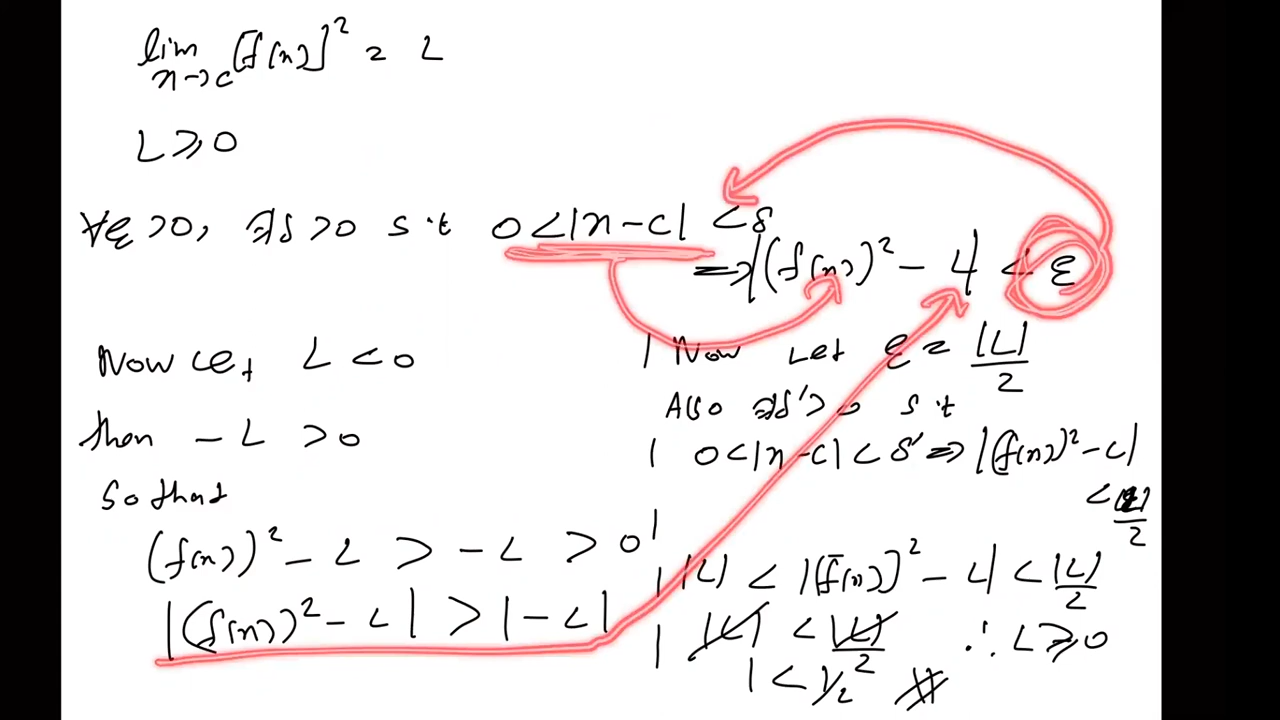 lim [f(x)]² = L
x→c
L ≥ 0
∀ε > 0, ∃δ > 0 s.t 0 < |x - c| < δ
⇒ |(f(x))² - L| < ε
Now let L < 0
then - L > 0
So that
(f(x))² - L > - L > 0
|(f(x))² - L| > |- L|
Now Let ε = |L|/2
Also ∃δ' > 0 s.t
0 < |x - c| < δ' ⇒ |(f(x))² - L|
< |L|/2
|L| < |(f(x))² - L| < |L|/2
|L| < |L|/2 ∴ L ≥ 0
1 < 1/2